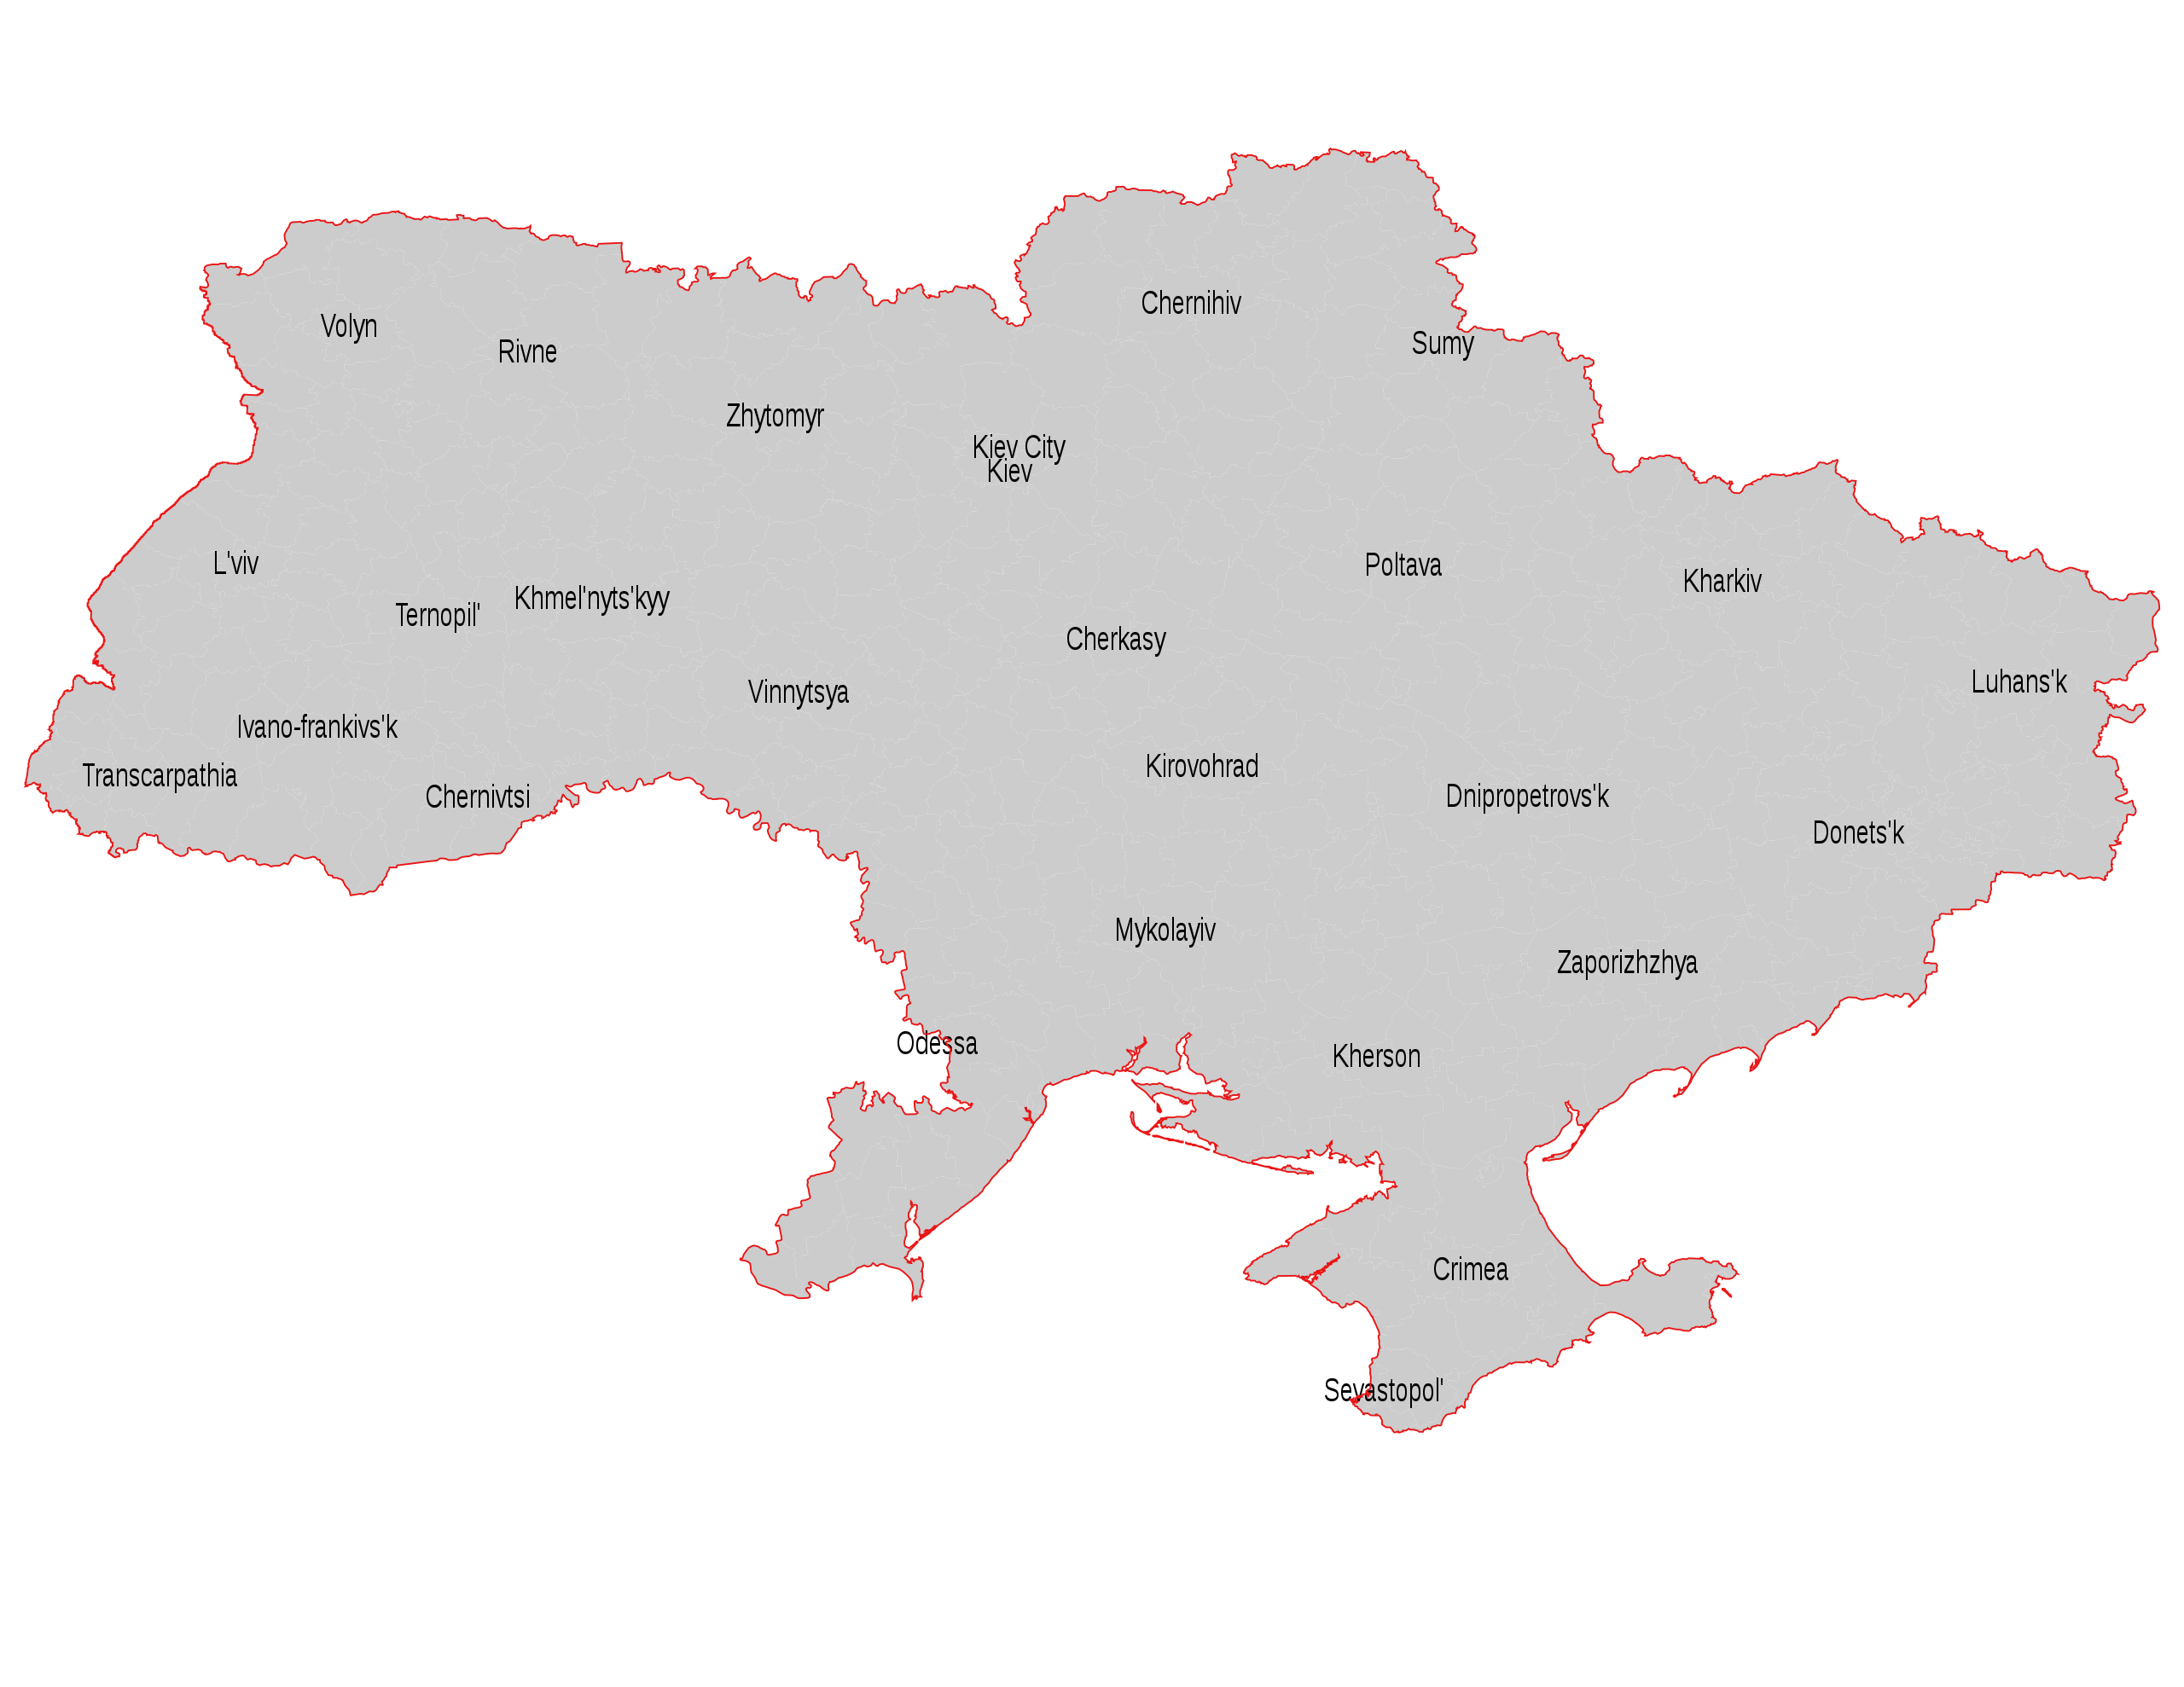 Chernihiv
Volyn
Sumy
Rivne
Zhytomyr
Kiev City
Kiev
L'viv
Poltava
Kharkiv
Khmel'nyts'kyy
Ternopil'
Cherkasy
Luhans'k
Vinnytsya
Ivano-frankivs'k
Kirovohrad
Transcarpathia
Chernivtsi
Dnipropetrovs'k
Donets'k
Mykolayiv
Zaporizhzhya
Odessa
Kherson
Crimea
Sevastopol'